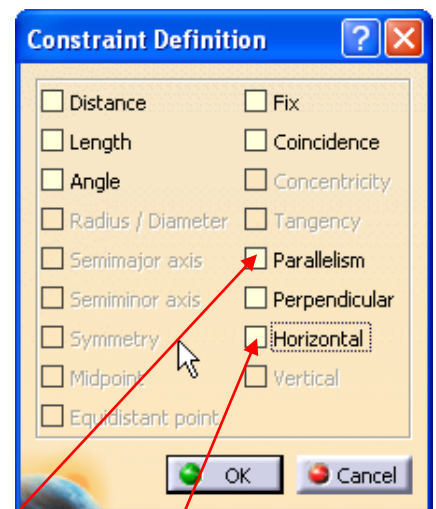 Constraint Definition ?
Distance Fix
Length Coincidence
Angle Concentricity
Radius / Diameter Tangency
Semimajor axis Parallelism
Semiminor axis Perpendicular
Symmetry Horizontal
Midpoint Vertical
Equidistant point
OK Cancel